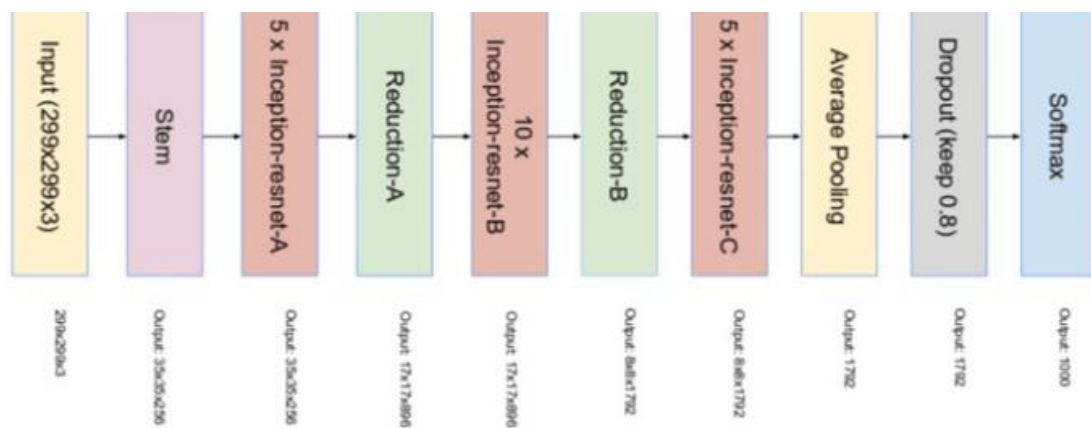 Input (299x299x3)
Stem
5 x Inception-resnet-A
Reduction-A
10 x
Inception-resnet-B
Reduction-B
5 x Inception-resnet-C
Average Pooling
Dropout (keep 0.8)
Softmax
299x299x3
Output: 35x35x256
Output: 35x35x256
Output: 17x17x896
Output: 17x17x896
Output: 8x8x1792
Output: 8x8x1792
Output: 1792
Output: 1792
Output: 1000